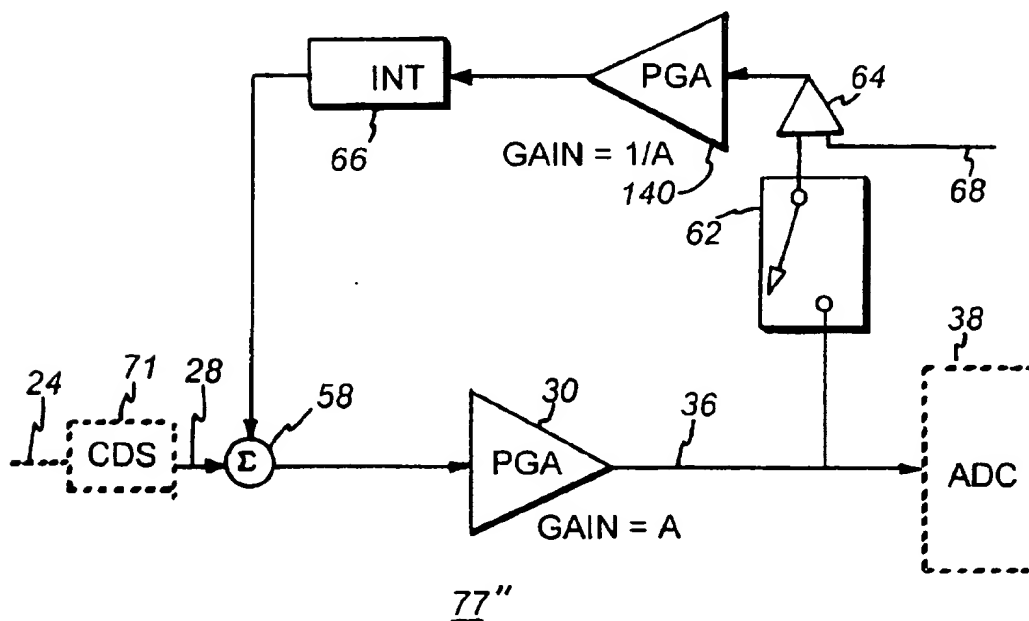 INT
66
PGA
GAIN = 1/A
140
64
68
62
38
24
71
28
58
30
36
CDS
Σ
PGA
ADC
GAIN = A
77"